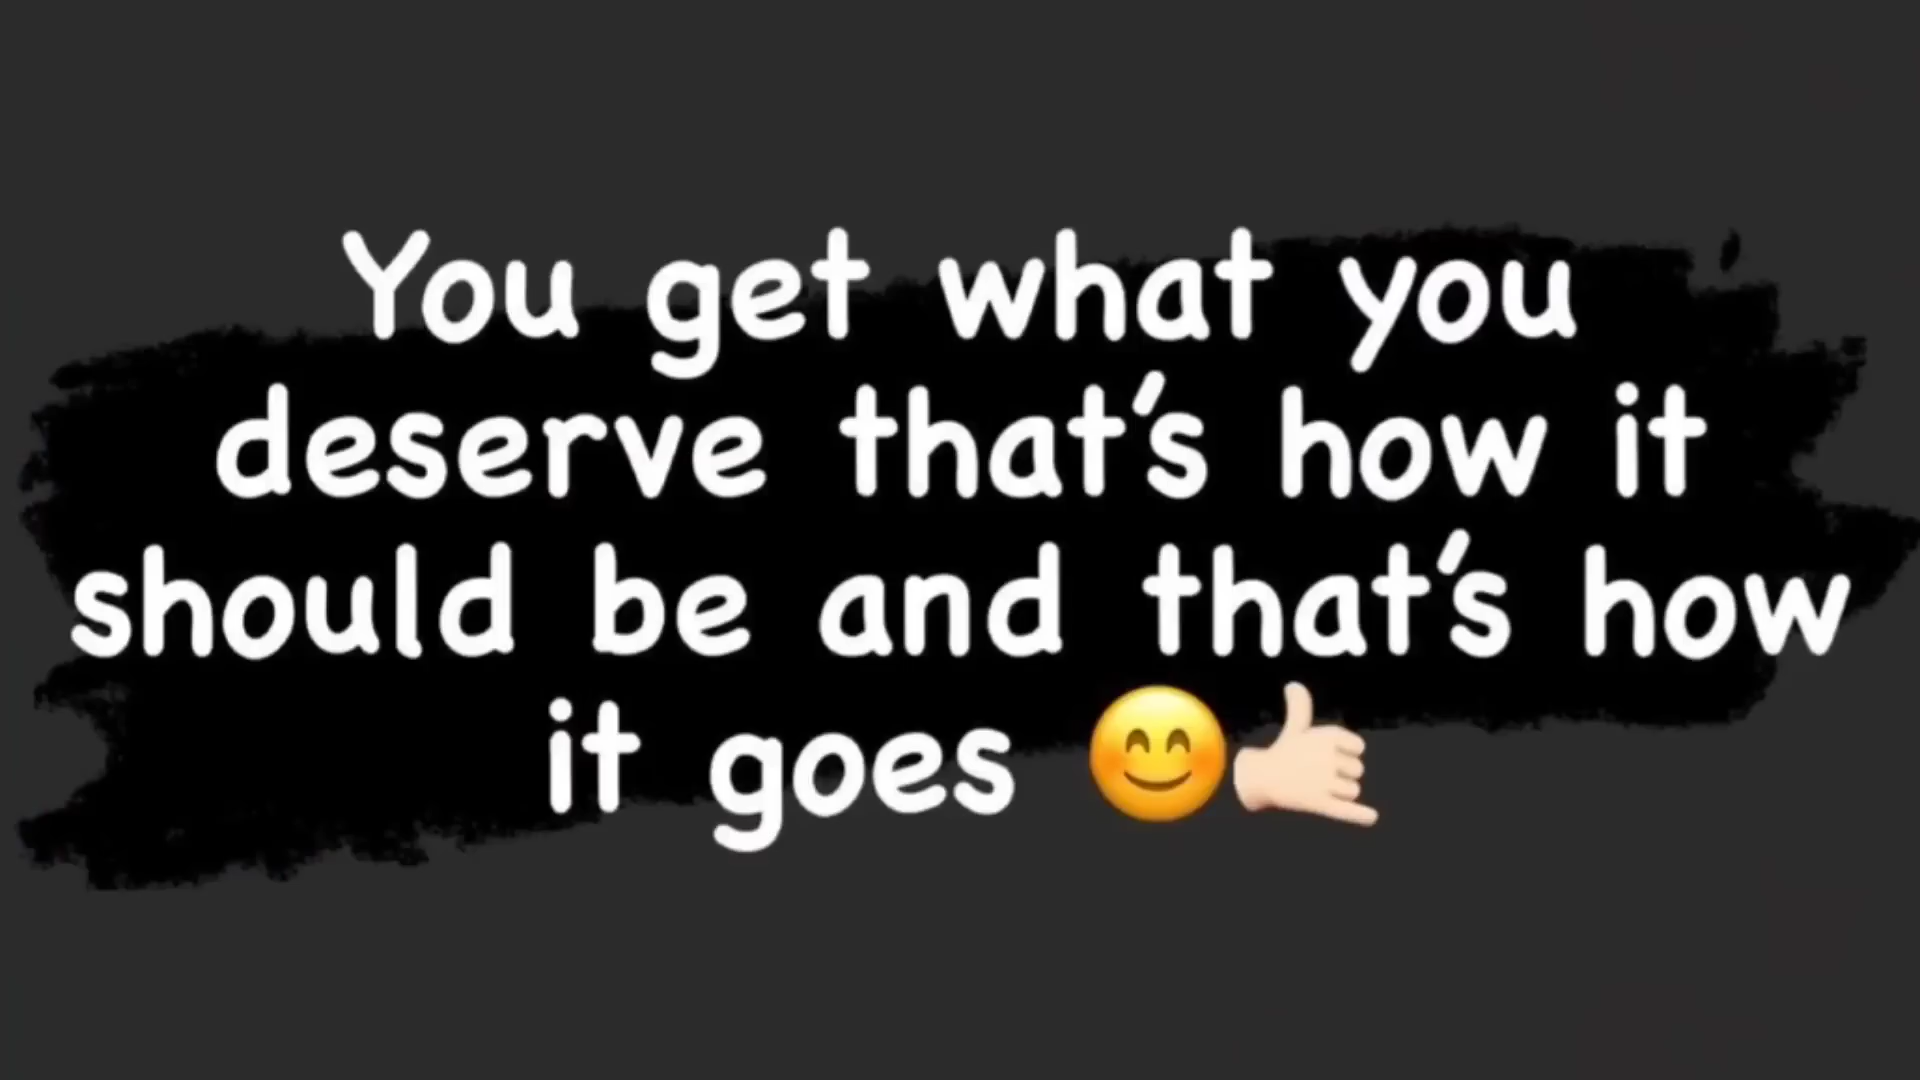 You get what you
deserve that's how it
should be and that's how
it goes 😊🤙🏻